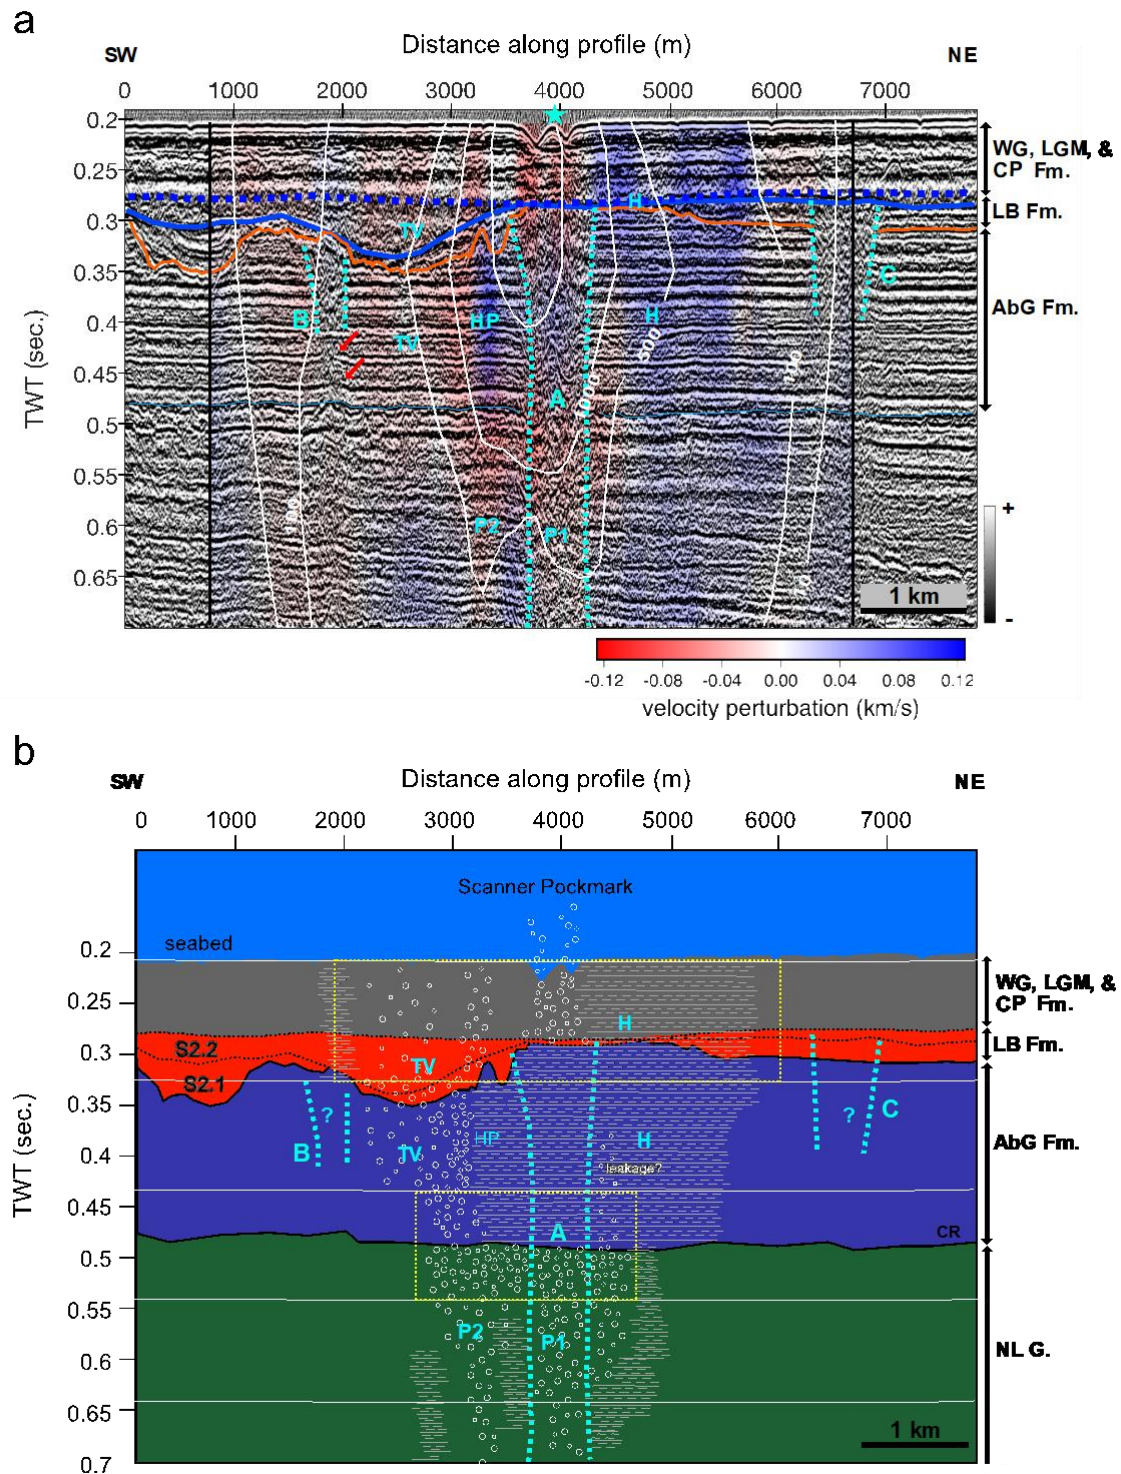 a
Distance along profile (m)
SW
NE
0 1000 2000 3000 4000 5000 6000 7000
0.2
0.25
0.3
0.35
0.4
0.45
0.5
0.55
0.6
0.65
TWT (sec.)
WG, LGM, &
CP Fm.
LB Fm.
AbG Fm.
H
TV
C
B
HP
H
TV
500
100
A
P2
P1
100
1 km
+
-
-0.12 -0.08 -0.04 0.00 0.04 0.08 0.12
velocity perturbation (km/s)
b
Distance along profile (m)
SW
NE
0 1000 2000 3000 4000 5000 6000 7000
Scanner Pockmark
seabed
0.2
0.25
0.3
0.35
0.4
0.45
0.5
0.55
0.6
0.65
0.7
TWT (sec.)
WG, LGM, &
CP Fm.
LB Fm.
AbG Fm.
NL G.
H
S2.2
TV
S2.1
?
?
C
B
TV
HP
H
leakage?
A
CR
P2
P1
1 km